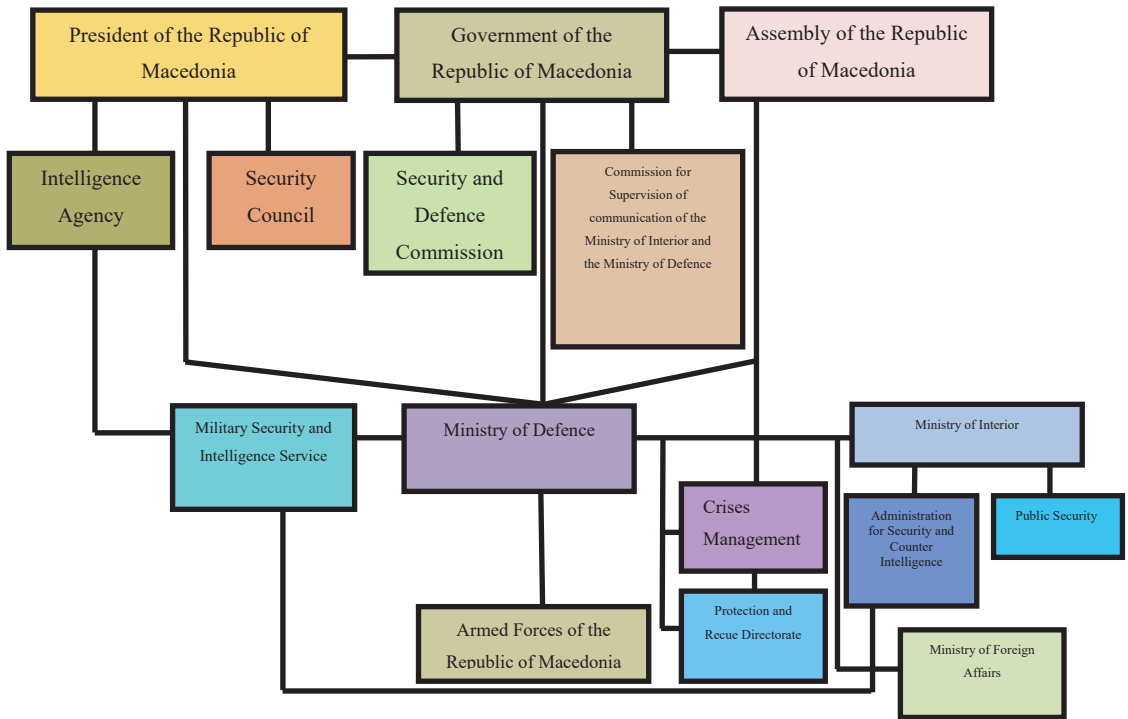 President of the Republic of
Macedonia
Government of the
Republic of Macedonia
Assembly of the Republic
of Macedonia
Intelligence
Agency
Security
Council
Security and
Defence
Commission
Commission for
Supervision of
communication of the
Ministry of Interior and
the Ministry of Defence
Military Security and
Intelligence Service
Ministry of Defence
Ministry of Interior
Crises
Management
Administration
for Security and
Counter
Intelligence
Public Security
Protection and
Recue Directorate
Armed Forces of the
Republic of Macedonia
Ministry of Foreign
Affairs